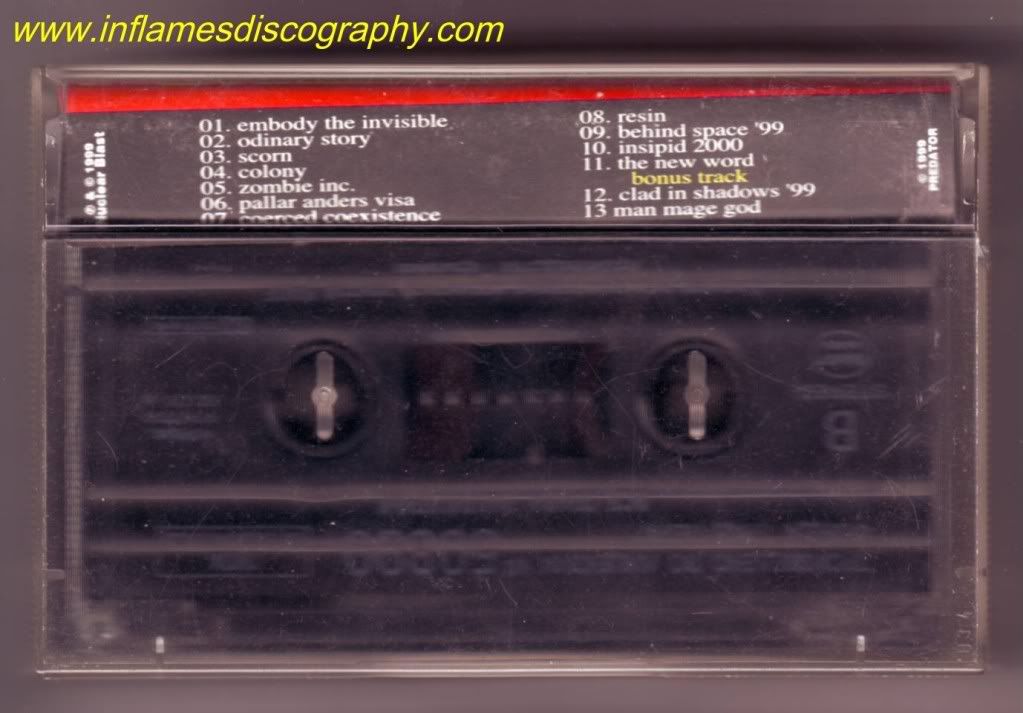 www.inflamesdiscography.com
01. embody the invisible
02. odinary story
03. scorn
04. colony
05. zombie inc.
06. pallar anders visa
07. coerced coexistence
08. resin
09. behind space '99
10. insipid 2000
11. the new word
bonus track
12. clad in shadows '99
13 man mage god
℗ & © 1999
Nuclear Blast
© 1999
PREDATOR
B